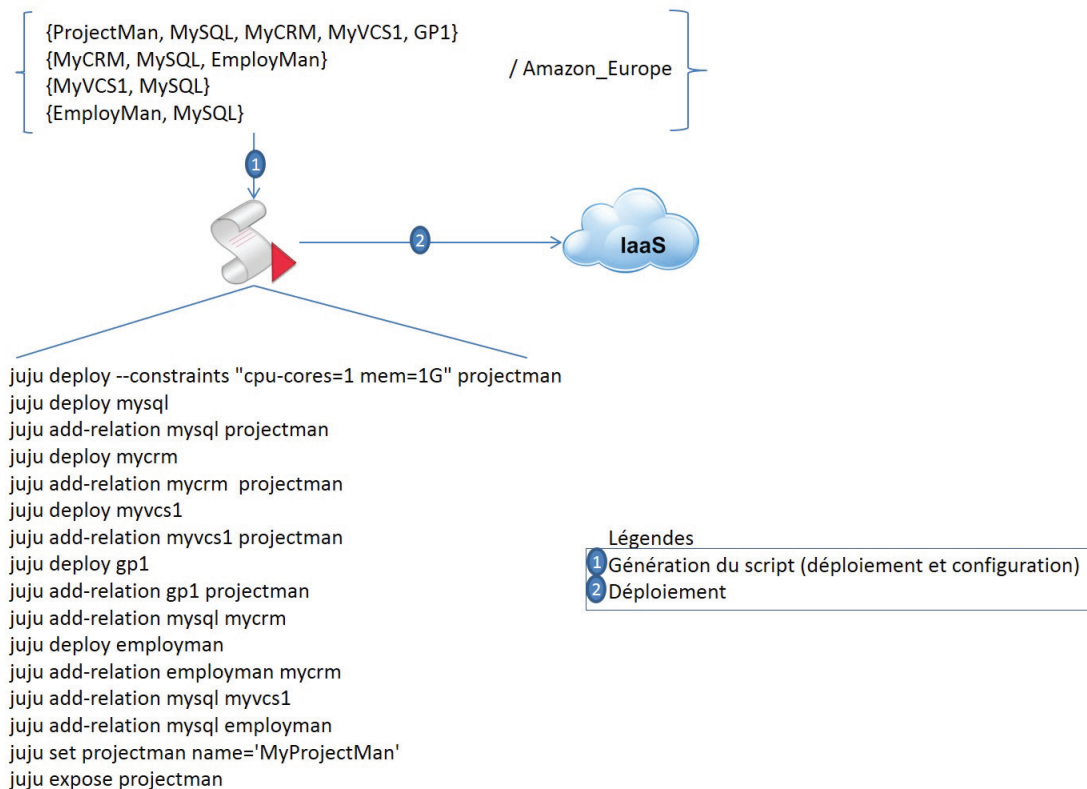 {ProjectMan, MySQL, MyCRM, MyVCS1, GP1}
{MyCRM, MySQL, EmployMan}
/ Amazon_Europe
{MyVCS1, MySQL}
{EmployMan, MySQL}
1
2
IaaS
juju deploy --constraints "cpu-cores=1 mem=1G" projectman
juju deploy mysql
juju add-relation mysql projectman
juju deploy mycrm
juju add-relation mycrm  projectman
juju deploy myvcs1
juju add-relation myvcs1 projectman
juju deploy gp1
juju add-relation gp1 projectman
juju add-relation mysql mycrm
juju deploy employman
juju add-relation employman mycrm
juju add-relation mysql myvcs1
juju add-relation mysql employman
juju set projectman name='MyProjectMan'
juju expose projectman
Légendes
1 Génération du script (déploiement et configuration)
2 Déploiement